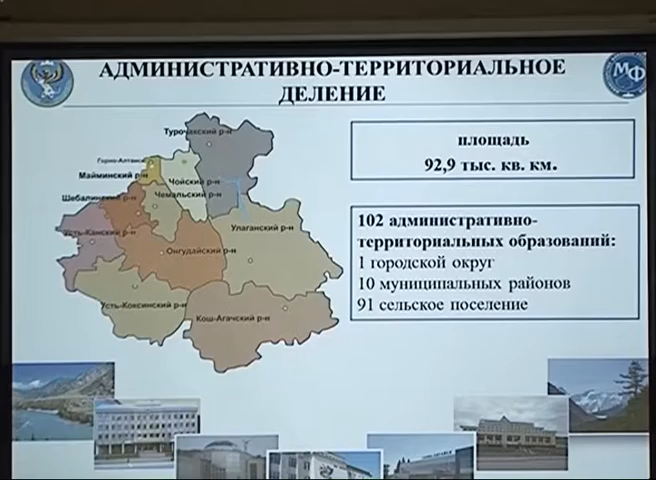 АДМИНИСТРАТИВНО-ТЕРРИТОРИАЛЬНОЕ
ДЕЛЕНИЕ
МФ
площадь
92,9 тыс. кв. км.
102 административно-
территориальных образований:
1 городской округ
10 муниципальных районов
91 сельское поселение
Турочакский р-н
Горно-Алтайск
Майминский р-н
Чойский р-н
Шебалинский р-н
Чемальский р-н
Усть-Канский р-н
Улаганский р-н
Онгудайский р-н
Усть-Коксинский р-н
Кош-Агачский р-н